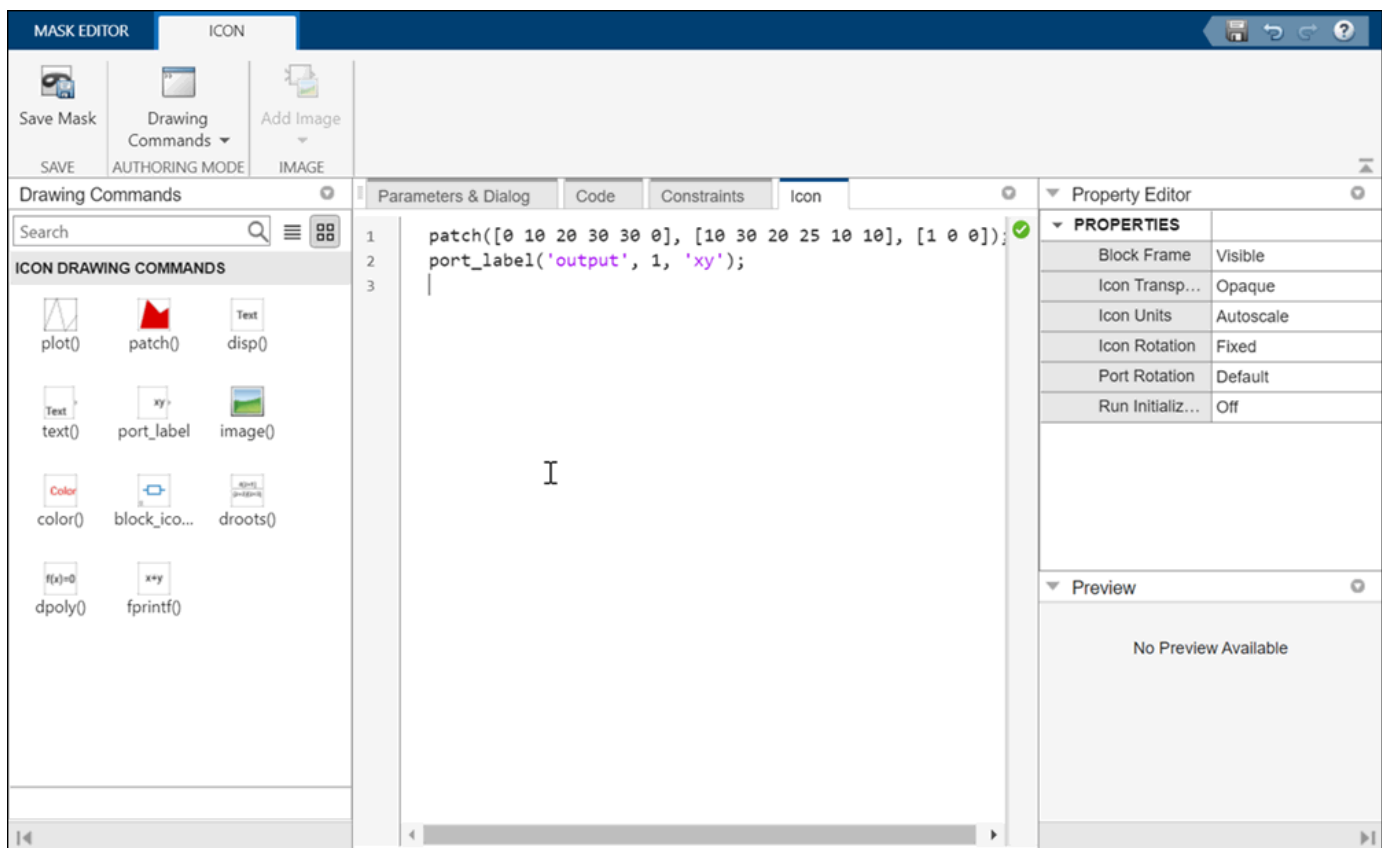 MASK EDITOR ICON
Save Mask Drawing Commands Add Image
SAVE AUTHORING MODE IMAGE
Drawing Commands
Search
ICON DRAWING COMMANDS
plot() patch() Text disp()
Text text() xy port_label image()
Color color() block_ico... droots()
f(x)=0 dpoly() x+y fprintf()
Parameters & Dialog Code Constraints Icon
1 patch([0 10 20 30 30 0], [10 30 20 25 10 10], [1 0 0]);
2 port_label('output', 1, 'xy');
3
Property Editor
PROPERTIES
Block Frame Visible
Icon Transp... Opaque
Icon Units Autoscale
Icon Rotation Fixed
Port Rotation Default
Run Initializ... Off
Preview
No Preview Available